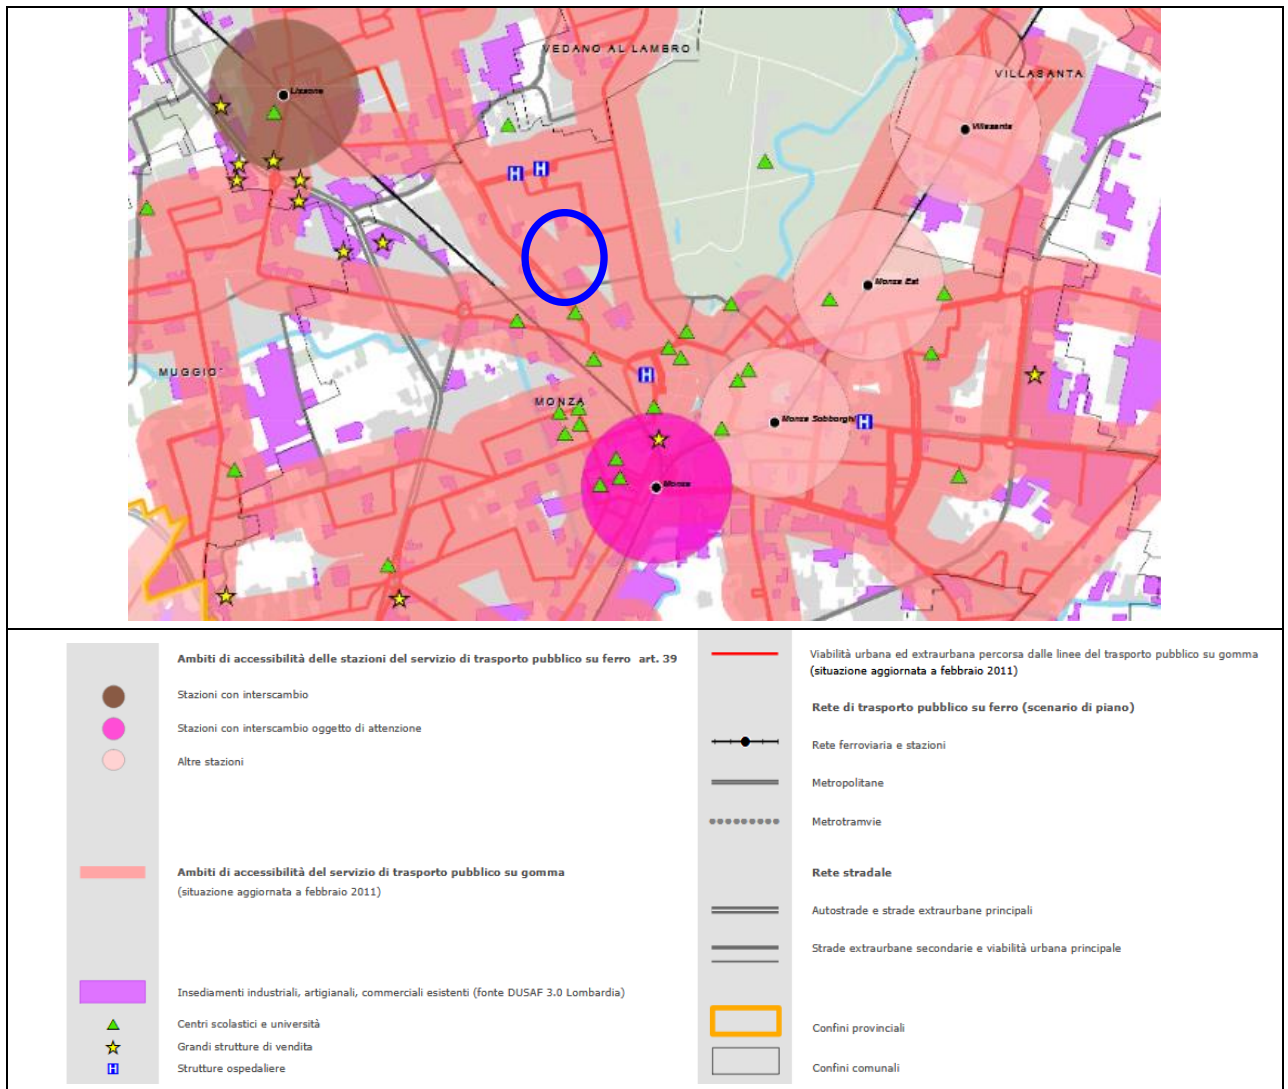 VEDANO AL LAMBRO
VILLASANTA
Lissone
Villasanta
H
H
Monza Est
MUGGIO'
H
MONZA
Monza Sobborghi
H
Monza
Ambiti di accessibilità delle stazioni del servizio di trasporto pubblico su ferro art. 39
Stazioni con interscambio
Stazioni con interscambio oggetto di attenzione
Altre stazioni
Ambiti di accessibilità del servizio di trasporto pubblico su gomma
(situazione aggiornata a febbraio 2011)
Insediamenti industriali, artigianali, commerciali esistenti (fonte DUSAF 3.0 Lombardia)
Centri scolastici e università
Grandi strutture di vendita
H Strutture ospedaliere
Viabilità urbana ed extraurbana percorsa dalle linee del trasporto pubblico su gomma
(situazione aggiornata a febbraio 2011)
Rete di trasporto pubblico su ferro (scenario di piano)
Rete ferroviaria e stazioni
Metropolitane
Metrotramvie
Rete stradale
Autostrade e strade extraurbane principali
Strade extraurbane secondarie e viabilità urbana principale
Confini provinciali
Confini comunali